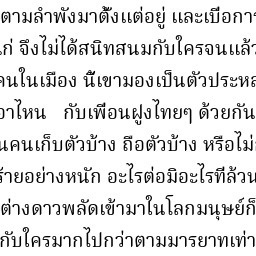 ตามลำพังมาตั้งแต่อยู่ และเบื่อการ
แก่ จึงไม่ได้สนิทสนมกับใครจนแล้ว
คนในเมือง นี้เขามองเป็นตัวประหล
อาไหน กับเพื่อนฝูงไทยๆ ด้วยกัน
นคนเก็บตัวบ้าง ถือตัวบ้าง หรือไม่
ร้ายอย่างหนัก อะไรต่อมิอะไรที่ล้วน
ต่างดาวพลัดเข้ามาในโลกมนุษย์ก็
กับใครมากไปกว่าตามมารยาทเท่า